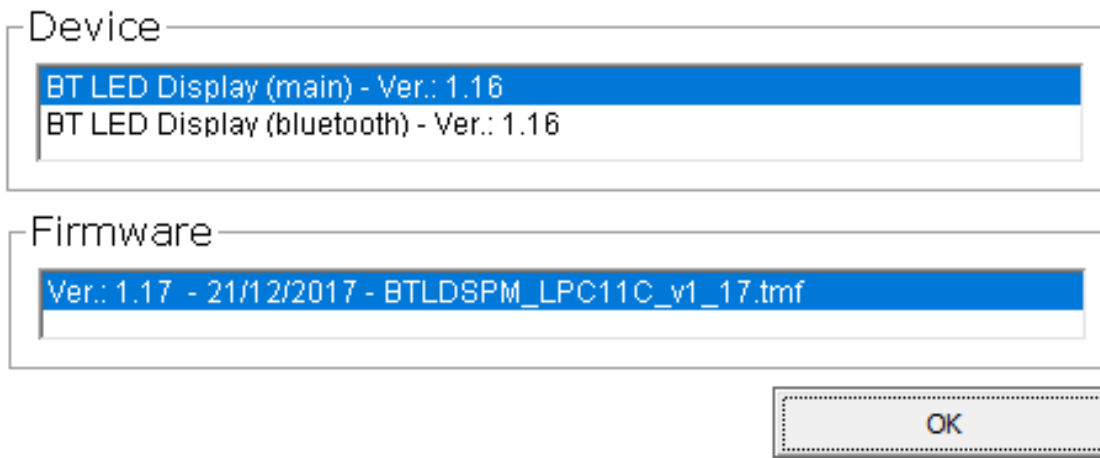 Device
BT LED Display (main) - Ver.: 1.16
BT LED Display (bluetooth) - Ver.: 1.16
Firmware
Ver.: 1.17 - 21/12/2017 - BTLDSPM_LPC11C_v1_17.tmf
OK